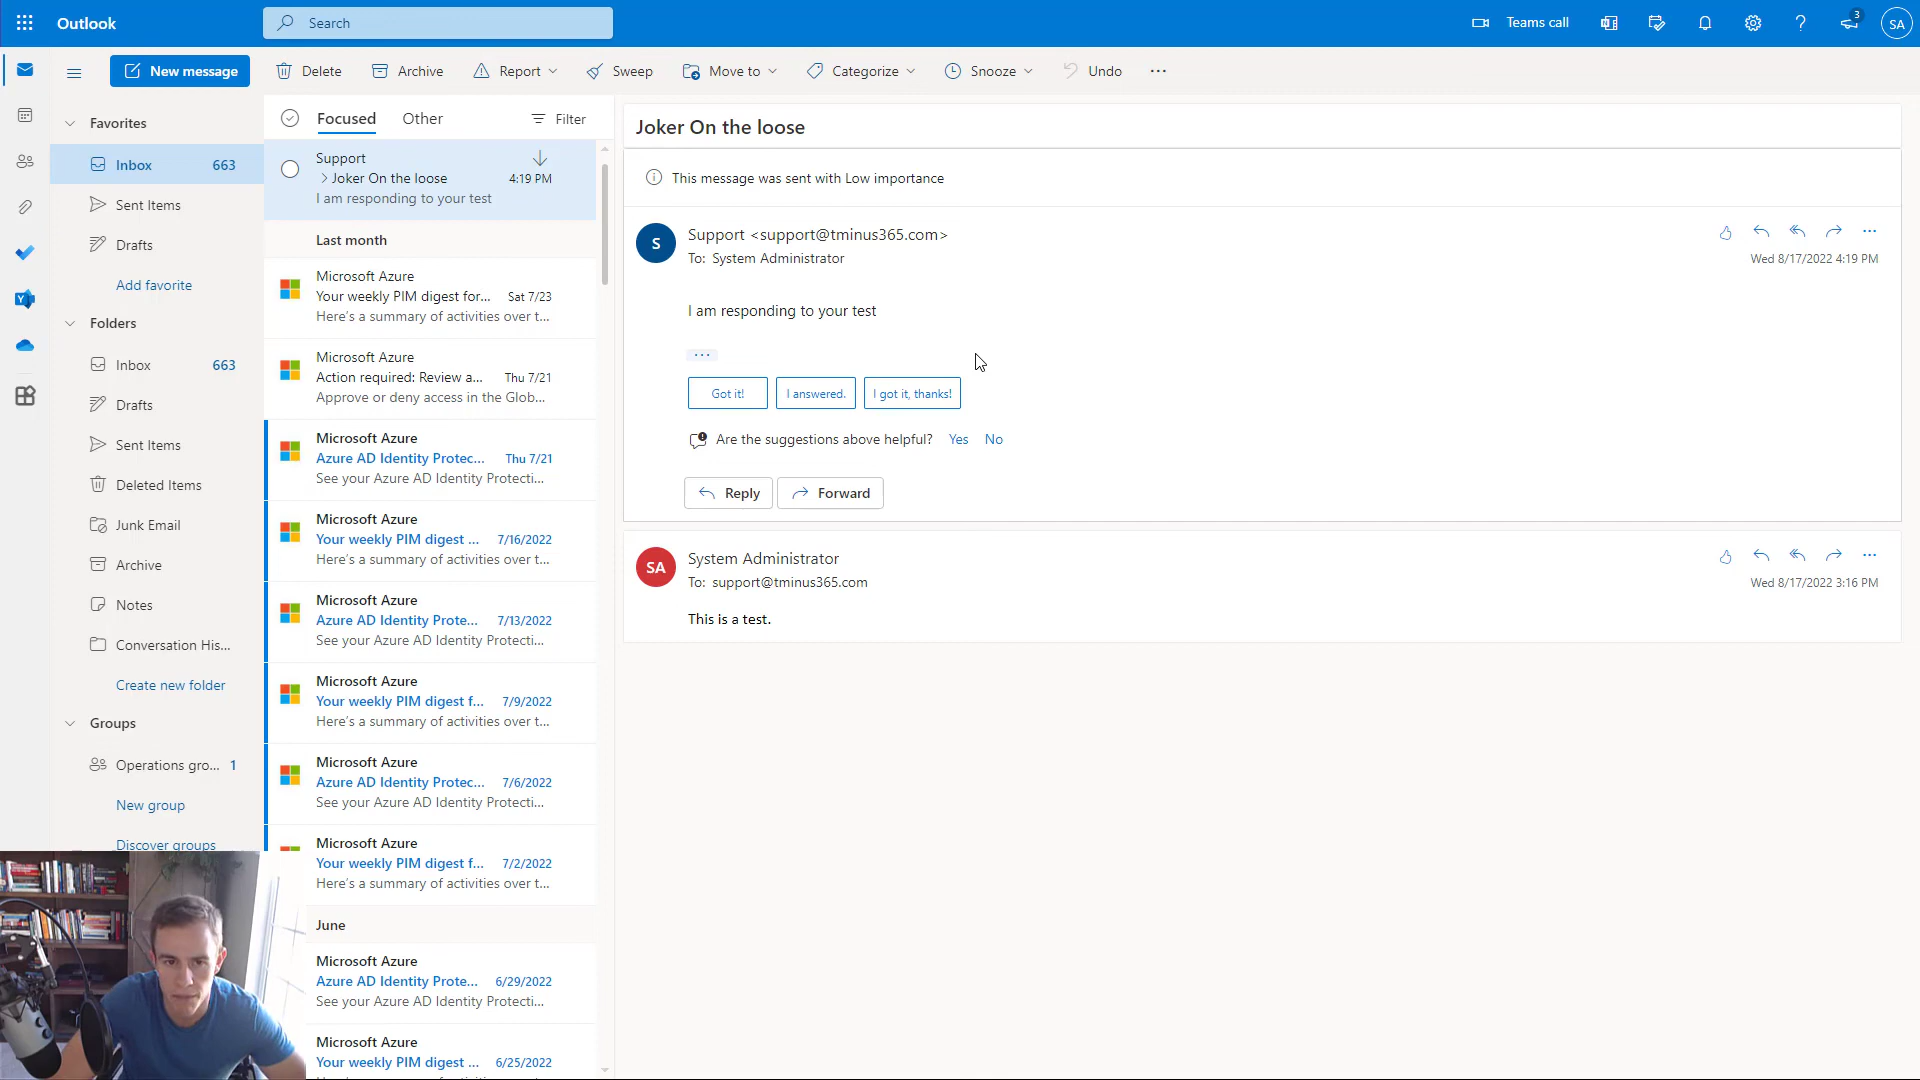 Outlook
Search
Teams call
3
SA
New message
Delete
Archive
Report
Sweep
Move to
Categorize
Snooze
Undo
Favorites
Inbox 663
Sent Items
Drafts
Add favorite
Folders
Inbox 663
Drafts
Sent Items
Deleted Items
Junk Email
Archive
Notes
Conversation His...
Create new folder
Groups
Operations gro... 1
New group
Discover groups
Focused
Other
Filter
Support
Joker On the loose 4:19 PM
I am responding to your test
Last month
Microsoft Azure
Your weekly PIM digest for... Sat 7/23
Here's a summary of activities over t...
Microsoft Azure
Action required: Review a... Thu 7/21
Approve or deny access in the Glob...
Microsoft Azure
Azure AD Identity Protec... Thu 7/21
See your Azure AD Identity Protecti...
Microsoft Azure
Your weekly PIM digest ... 7/16/2022
Here's a summary of activities over t...
Microsoft Azure
Azure AD Identity Prote... 7/13/2022
See your Azure AD Identity Protecti...
Microsoft Azure
Your weekly PIM digest f... 7/9/2022
Here's a summary of activities over t...
Microsoft Azure
Azure AD Identity Protec... 7/6/2022
See your Azure AD Identity Protecti...
Microsoft Azure
Your weekly PIM digest f... 7/2/2022
Here's a summary of activities over t...
June
Microsoft Azure
Azure AD Identity Prote... 6/29/2022
See your Azure AD Identity Protecti...
Microsoft Azure
Your weekly PIM digest ... 6/25/2022
Joker On the loose
This message was sent with Low importance
S
Support <support@tminus365.com>
To: System Administrator
Wed 8/17/2022 4:19 PM
I am responding to your test
...
Got it!
I answered.
I got it, thanks!
Are the suggestions above helpful? Yes No
Reply
Forward
SA
System Administrator
To: support@tminus365.com
Wed 8/17/2022 3:16 PM
This is a test.